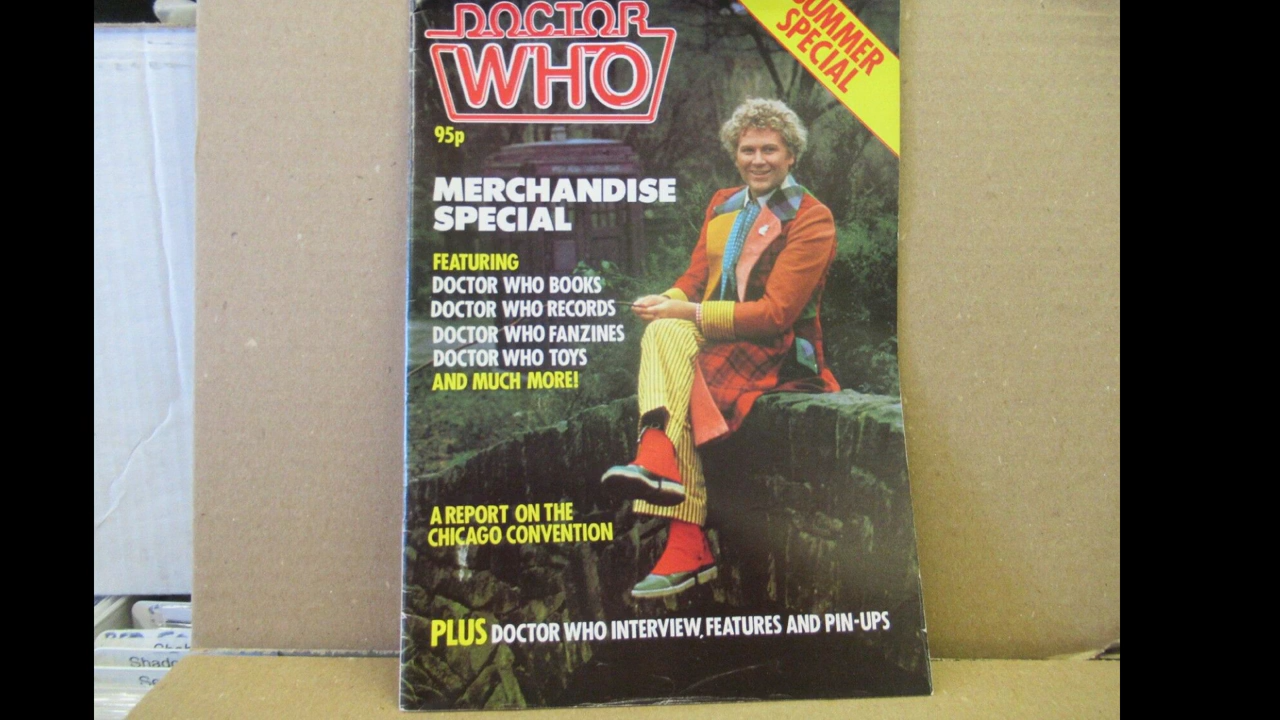 DOCTOR
WHO
SUMMER
SPECIAL
95p
MERCHANDISE
SPECIAL
FEATURING
DOCTOR WHO BOOKS
DOCTOR WHO RECORDS
DOCTOR WHO FANZINES
DOCTOR WHO TOYS
AND MUCH MORE!
A REPORT ON THE
CHICAGO CONVENTION
PLUS DOCTOR WHO INTERVIEW, FEATURES AND PIN-UPS